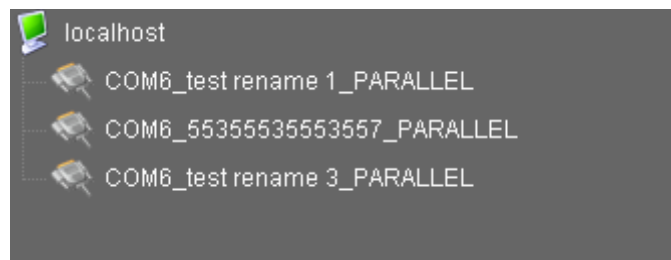 localhost
COM6_test rename 1_PARALLEL
COM6_55355535553557_PARALLEL
COM6_test rename 3_PARALLEL